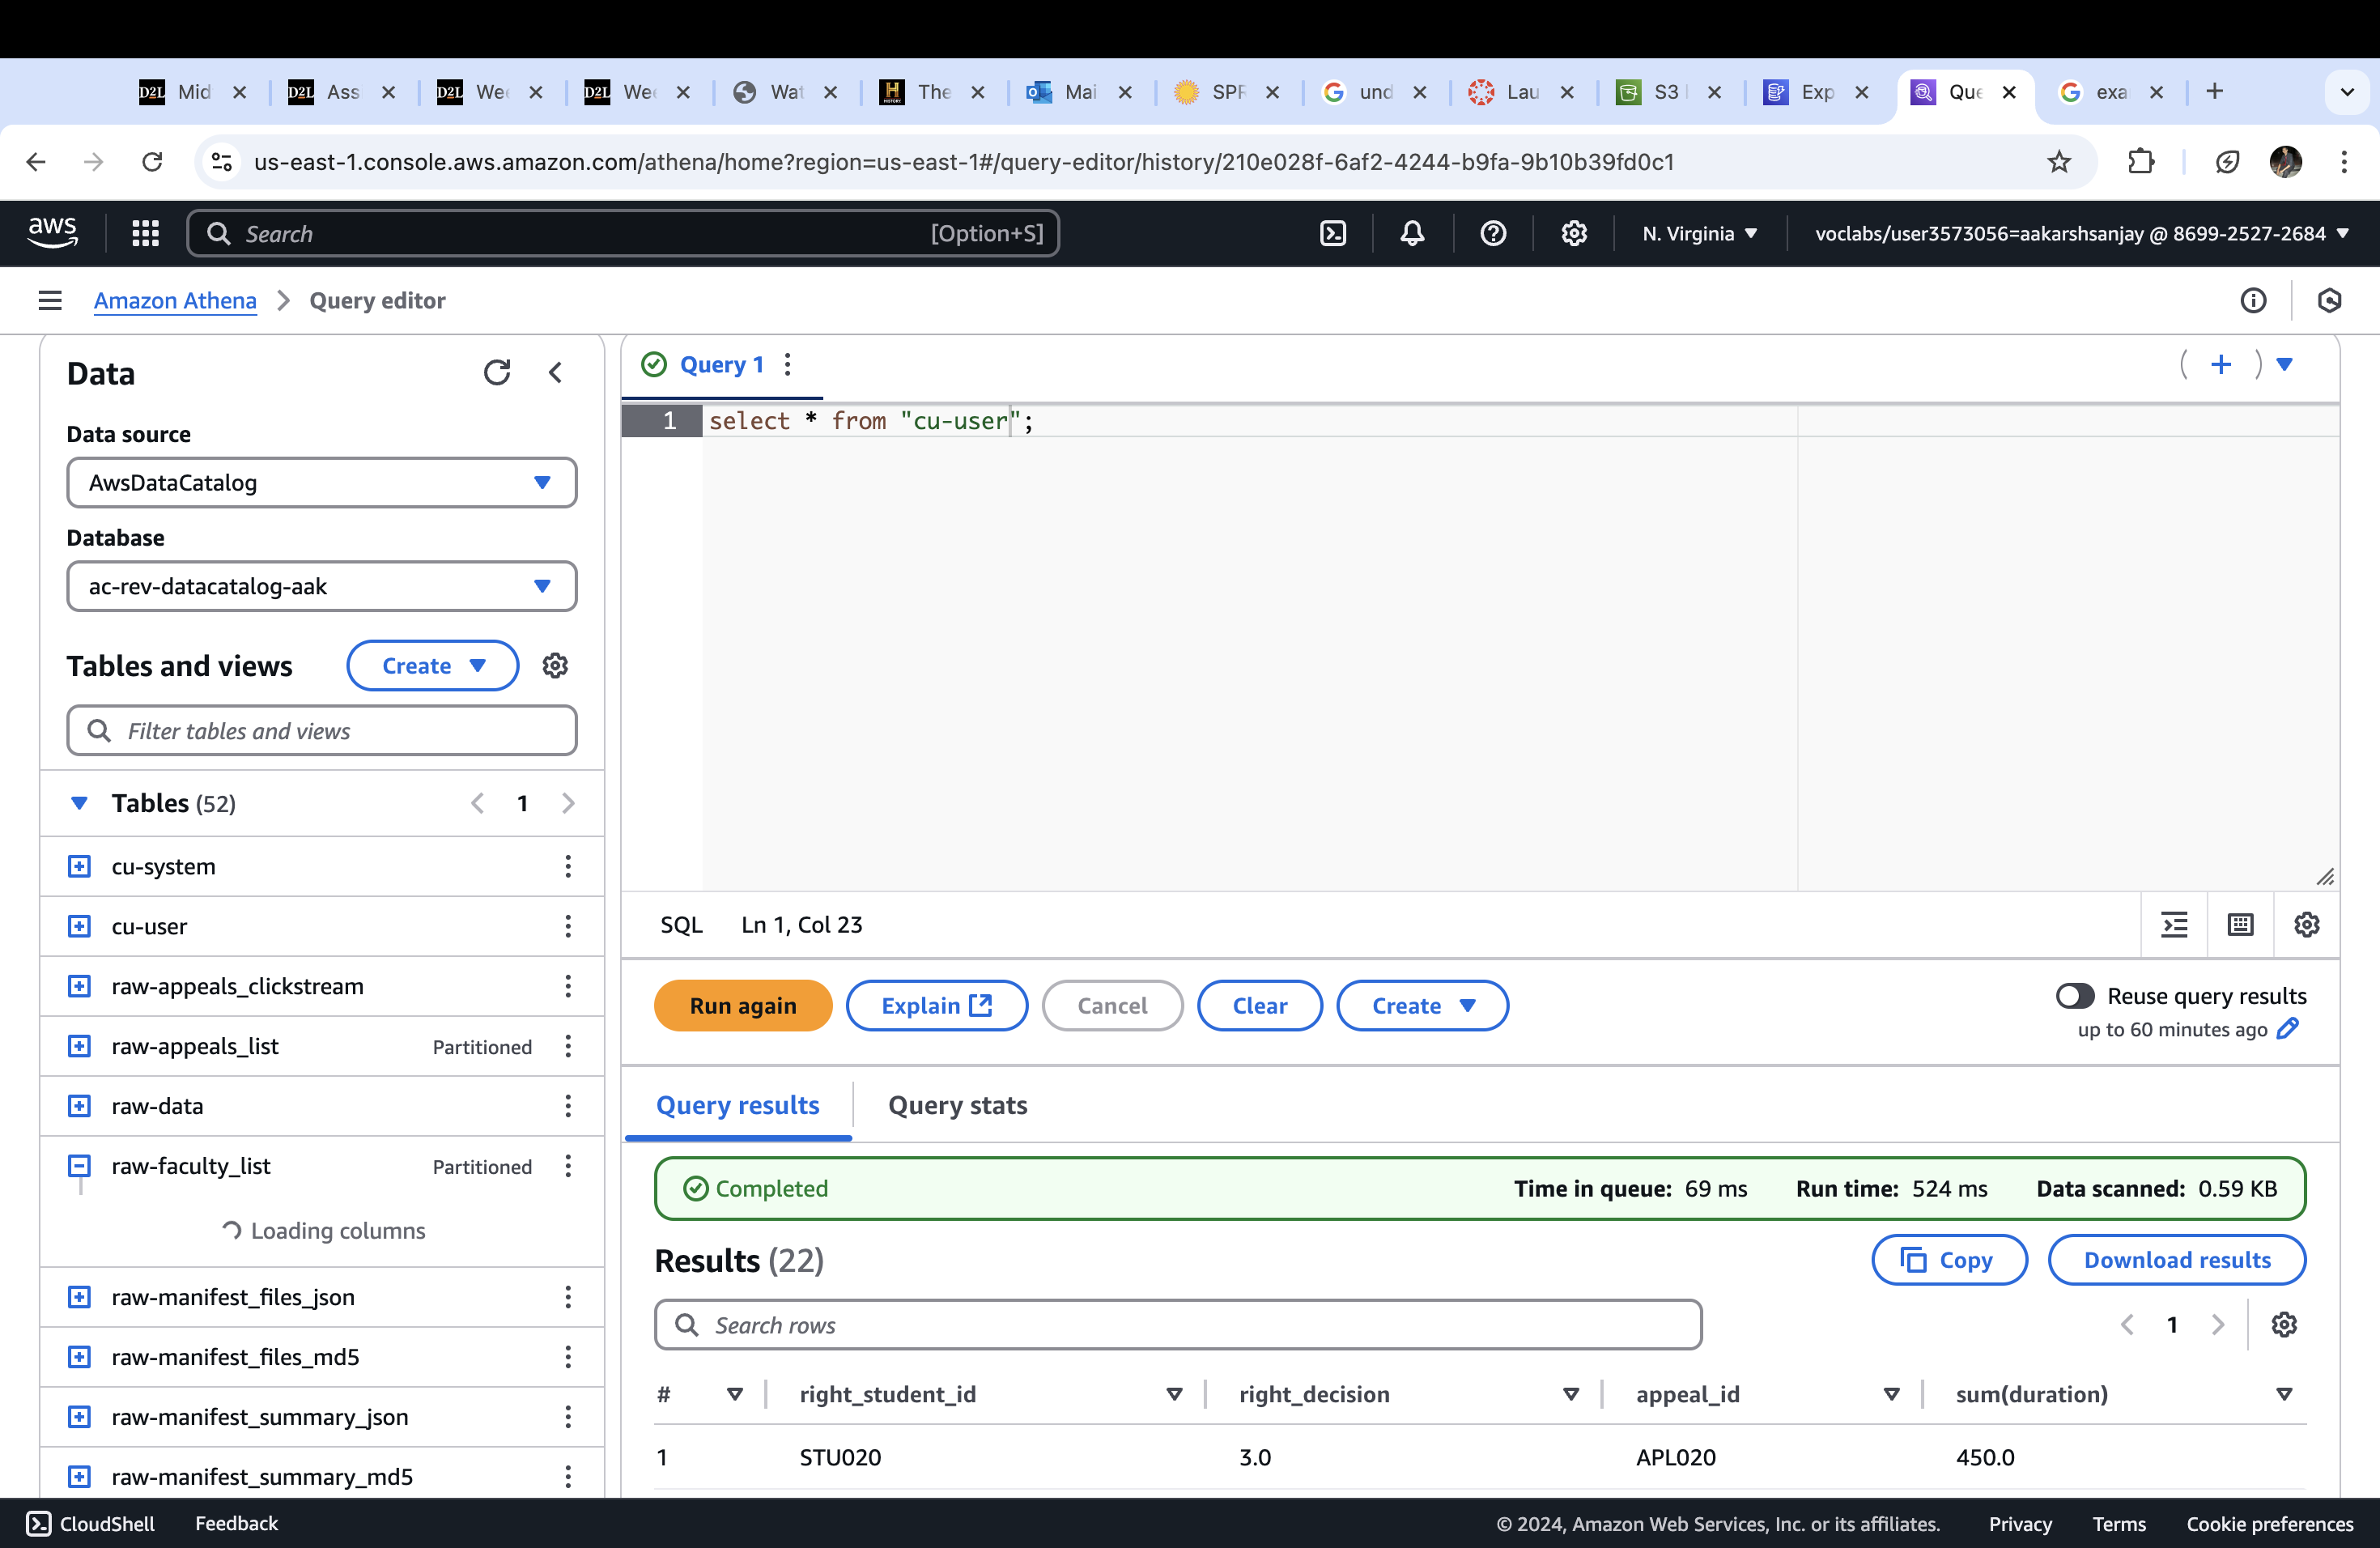 D2L Mid
D2L Ass
D2L We
D2L We
Wat
H HISTORY The
Mai
SPR
G und
Lau
S3
Exp
Que
G exa
us-east-1.console.aws.amazon.com/athena/home?region=us-east-1#/query-editor/history/210e028f-6af2-4244-b9fa-9b10b39fd0c1
aws
Search [Option+S]
N. Virginia
voclabs/user3573056=aakarshsanjay @ 8699-2527-2684
Amazon Athena > Query editor
Data
Data source
AwsDataCatalog
Database
ac-rev-datacatalog-aak
Tables and views
Create
Filter tables and views
Tables (52)
1
cu-system
cu-user
raw-appeals_clickstream
raw-appeals_list Partitioned
raw-data
raw-faculty_list Partitioned
Loading columns
raw-manifest_files_json
raw-manifest_files_md5
raw-manifest_summary_json
raw-manifest_summary_md5
Query 1
1 select * from "cu-user";
SQL Ln 1, Col 23
Run again
Explain
Cancel
Clear
Create
Reuse query results
up to 60 minutes ago
Query results
Query stats
Completed
Time in queue: 69 ms
Run time: 524 ms
Data scanned: 0.59 KB
Results (22)
Copy
Download results
Search rows
1
# right_student_id right_decision appeal_id sum(duration)
1 STU020 3.0 APL020 450.0
CloudShell
Feedback
© 2024, Amazon Web Services, Inc. or its affiliates.
Privacy
Terms
Cookie preferences